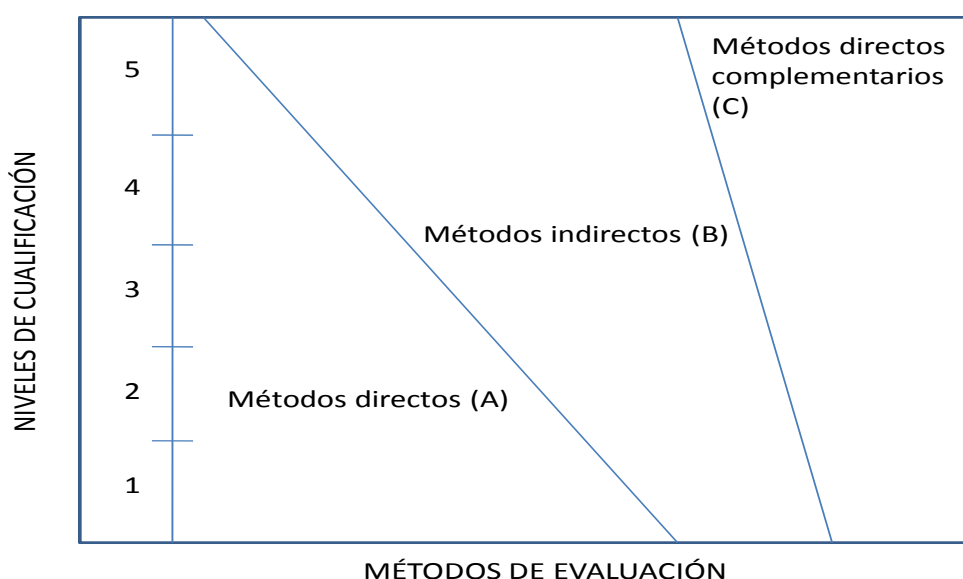 Métodos directos
complementarios
(C)
5
4
Métodos indirectos (B)
3
2
Métodos directos (A)
1
NIVELES DE CUALIFICACIÓN
MÉTODOS DE EVALUACIÓN